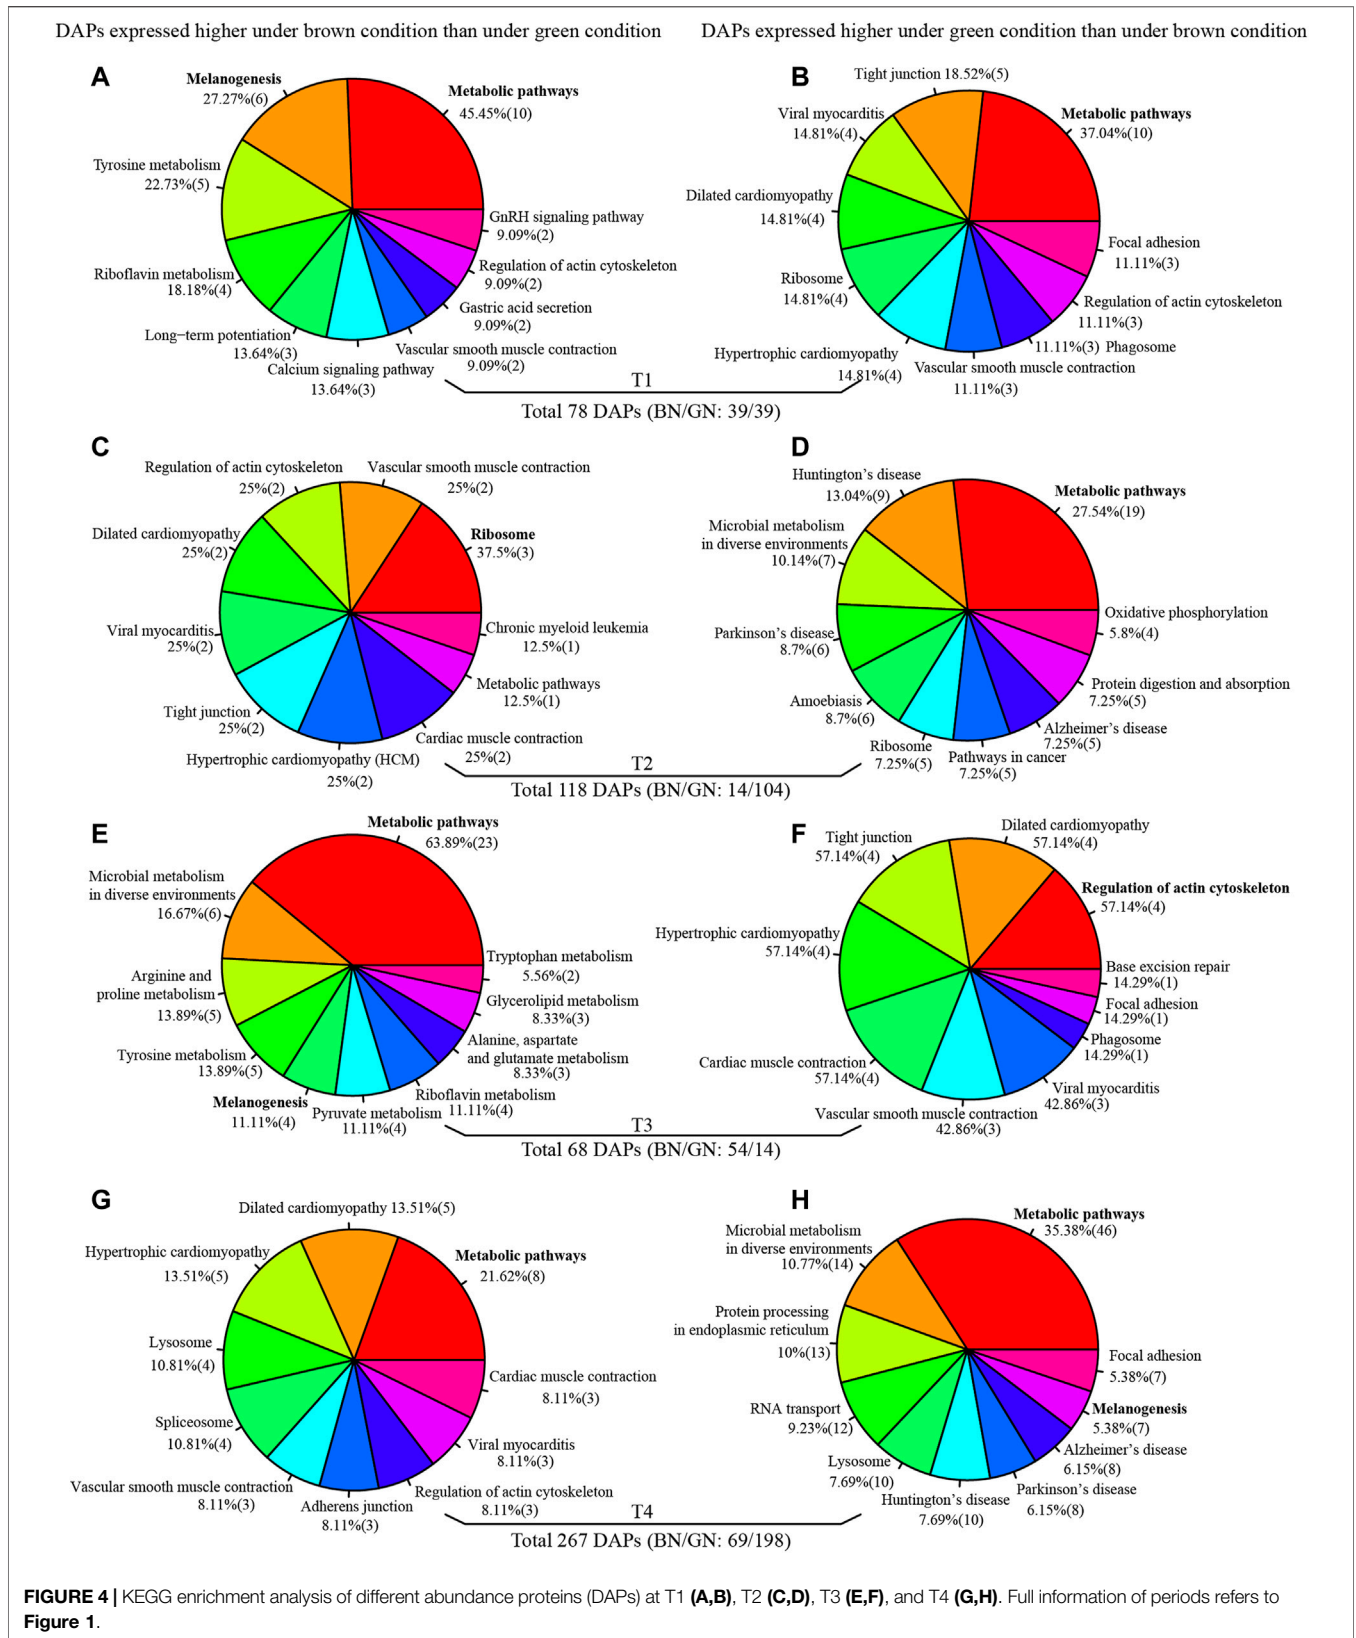 DAPs expressed higher under brown condition than under green condition
DAPs expressed higher under green condition than under brown condition
A
Melanogenesis
27.27%(6)
Metabolic pathways
45.45%(10)
Tyrosine metabolism
22.73%(5)
Riboflavin metabolism
18.18%(4)
Long−term potentiation
13.64%(3)
Calcium signaling pathway
13.64%(3)
Vascular smooth muscle contraction
9.09%(2)
Gastric acid secretion
9.09%(2)
Regulation of actin cytoskeleton
9.09%(2)
GnRH signaling pathway
9.09%(2)
B
Tight junction 18.52%(5)
Metabolic pathways
37.04%(10)
Viral myocarditis
14.81%(4)
Dilated cardiomyopathy
14.81%(4)
Ribosome
14.81%(4)
Hypertrophic cardiomyopathy
14.81%(4)
Vascular smooth muscle contraction
11.11%(3)
11.11%(3) Phagosome
Regulation of actin cytoskeleton
11.11%(3)
Focal adhesion
11.11%(3)
T1
Total 78 DAPs (BN/GN: 39/39)
C
Regulation of actin cytoskeleton
25%(2)
Vascular smooth muscle contraction
25%(2)
Ribosome
37.5%(3)
Dilated cardiomyopathy
25%(2)
Viral myocarditis
25%(2)
Tight junction
25%(2)
Hypertrophic cardiomyopathy (HCM)
25%(2)
Cardiac muscle contraction
25%(2)
Metabolic pathways
12.5%(1)
Chronic myeloid leukemia
12.5%(1)
D
Huntington’s disease
13.04%(9)
Metabolic pathways
27.54%(19)
Microbial metabolism
in diverse environments
10.14%(7)
Parkinson’s disease
8.7%(6)
Amoebiasis
8.7%(6)
Ribosome
7.25%(5)
Pathways in cancer
7.25%(5)
Alzheimer’s disease
7.25%(5)
Protein digestion and absorption
7.25%(5)
Oxidative phosphorylation
5.8%(4)
T2
Total 118 DAPs (BN/GN: 14/104)
E
Metabolic pathways
63.89%(23)
Microbial metabolism
in diverse environments
16.67%(6)
Arginine and
proline metabolism
13.89%(5)
Tyrosine metabolism
13.89%(5)
Melanogenesis
11.11%(4)
Pyruvate metabolism
11.11%(4)
Riboflavin metabolism
11.11%(4)
Alanine, aspartate
and glutamate metabolism
8.33%(3)
Glycerolipid metabolism
8.33%(3)
Tryptophan metabolism
5.56%(2)
F
Tight junction
57.14%(4)
Dilated cardiomyopathy
57.14%(4)
Regulation of actin cytoskeleton
57.14%(4)
Hypertrophic cardiomyopathy
57.14%(4)
Cardiac muscle contraction
57.14%(4)
Vascular smooth muscle contraction
42.86%(3)
Viral myocarditis
42.86%(3)
Phagosome
14.29%(1)
Focal adhesion
14.29%(1)
Base excision repair
14.29%(1)
T3
Total 68 DAPs (BN/GN: 54/14)
G
Dilated cardiomyopathy 13.51%(5)
Hypertrophic cardiomyopathy
13.51%(5)
Metabolic pathways
21.62%(8)
Lysosome
10.81%(4)
Spliceosome
10.81%(4)
Vascular smooth muscle contraction
8.11%(3)
Adherens junction
8.11%(3)
Regulation of actin cytoskeleton
8.11%(3)
Viral myocarditis
8.11%(3)
Cardiac muscle contraction
8.11%(3)
H
Metabolic pathways
35.38%(46)
Microbial metabolism
in diverse environments
10.77%(14)
Protein processing
in endoplasmic reticulum
10%(13)
RNA transport
9.23%(12)
Lysosome
7.69%(10)
Huntington’s disease
7.69%(10)
Parkinson’s disease
6.15%(8)
Alzheimer’s disease
6.15%(8)
Melanogenesis
5.38%(7)
Focal adhesion
5.38%(7)
T4
Total 267 DAPs (BN/GN: 69/198)
FIGURE 4 | KEGG enrichment analysis of different abundance proteins (DAPs) at T1 (A,B), T2 (C,D), T3 (E,F), and T4 (G,H). Full information of periods refers to
Figure 1.